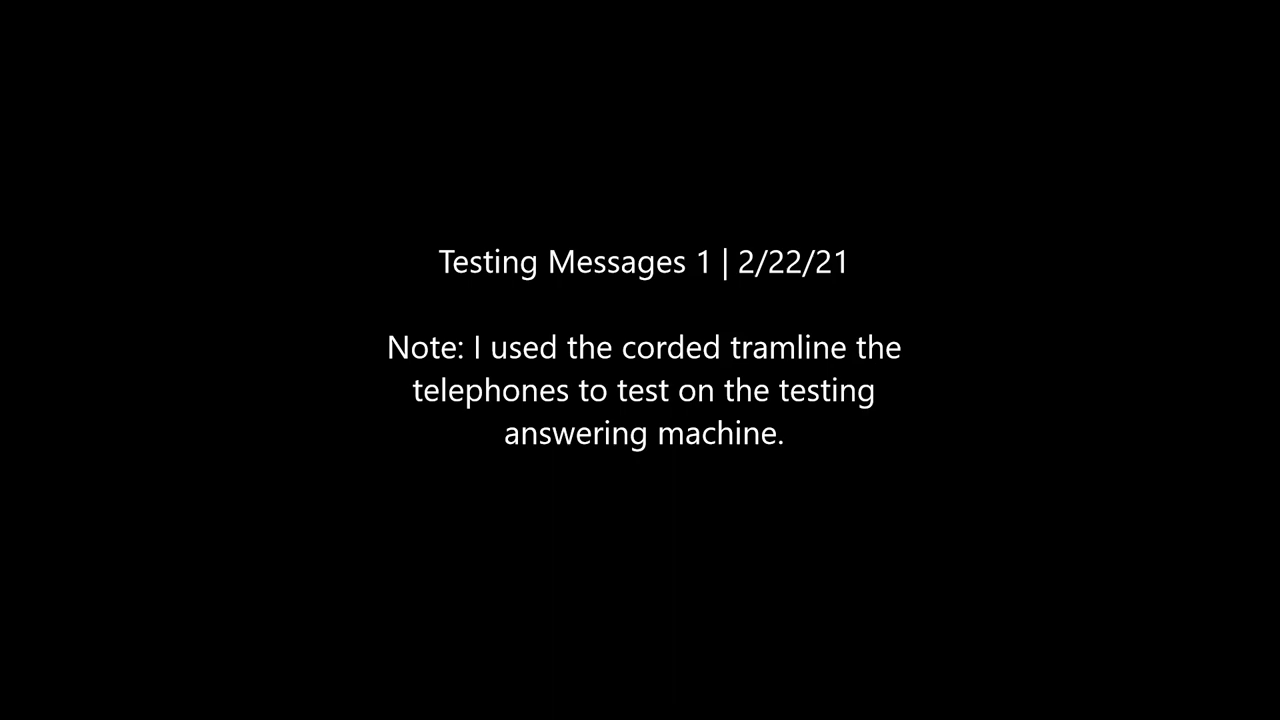 Testing Messages 1 | 2/22/21
Note: I used the corded tramline the
telephones to test on the testing
answering machine.